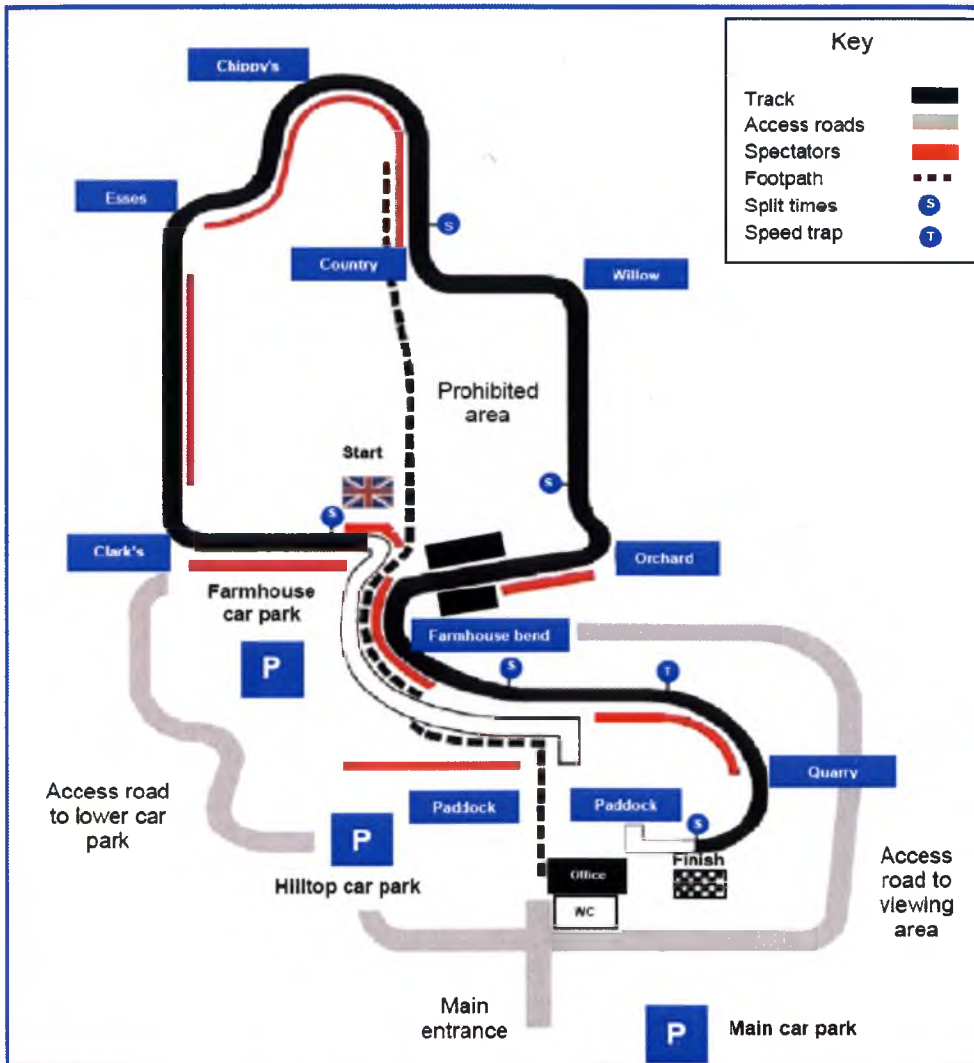 Key
Track
Access roads
Spectators
Footpath
Split times
S
Speed trap
T
Chippy's
Esses
Country
S
Willow
Prohibited
area
Start
S
S
Clark's
Orchard
Farmhouse
car park
P
Farmhouse bend
S
T
Quarry
Access road
to lower car
park
Paddock
Paddock
S
P
Hilltop car park
Finish
Office
WC
Access
road to
viewing
area
Main
entrance
P
Main car park